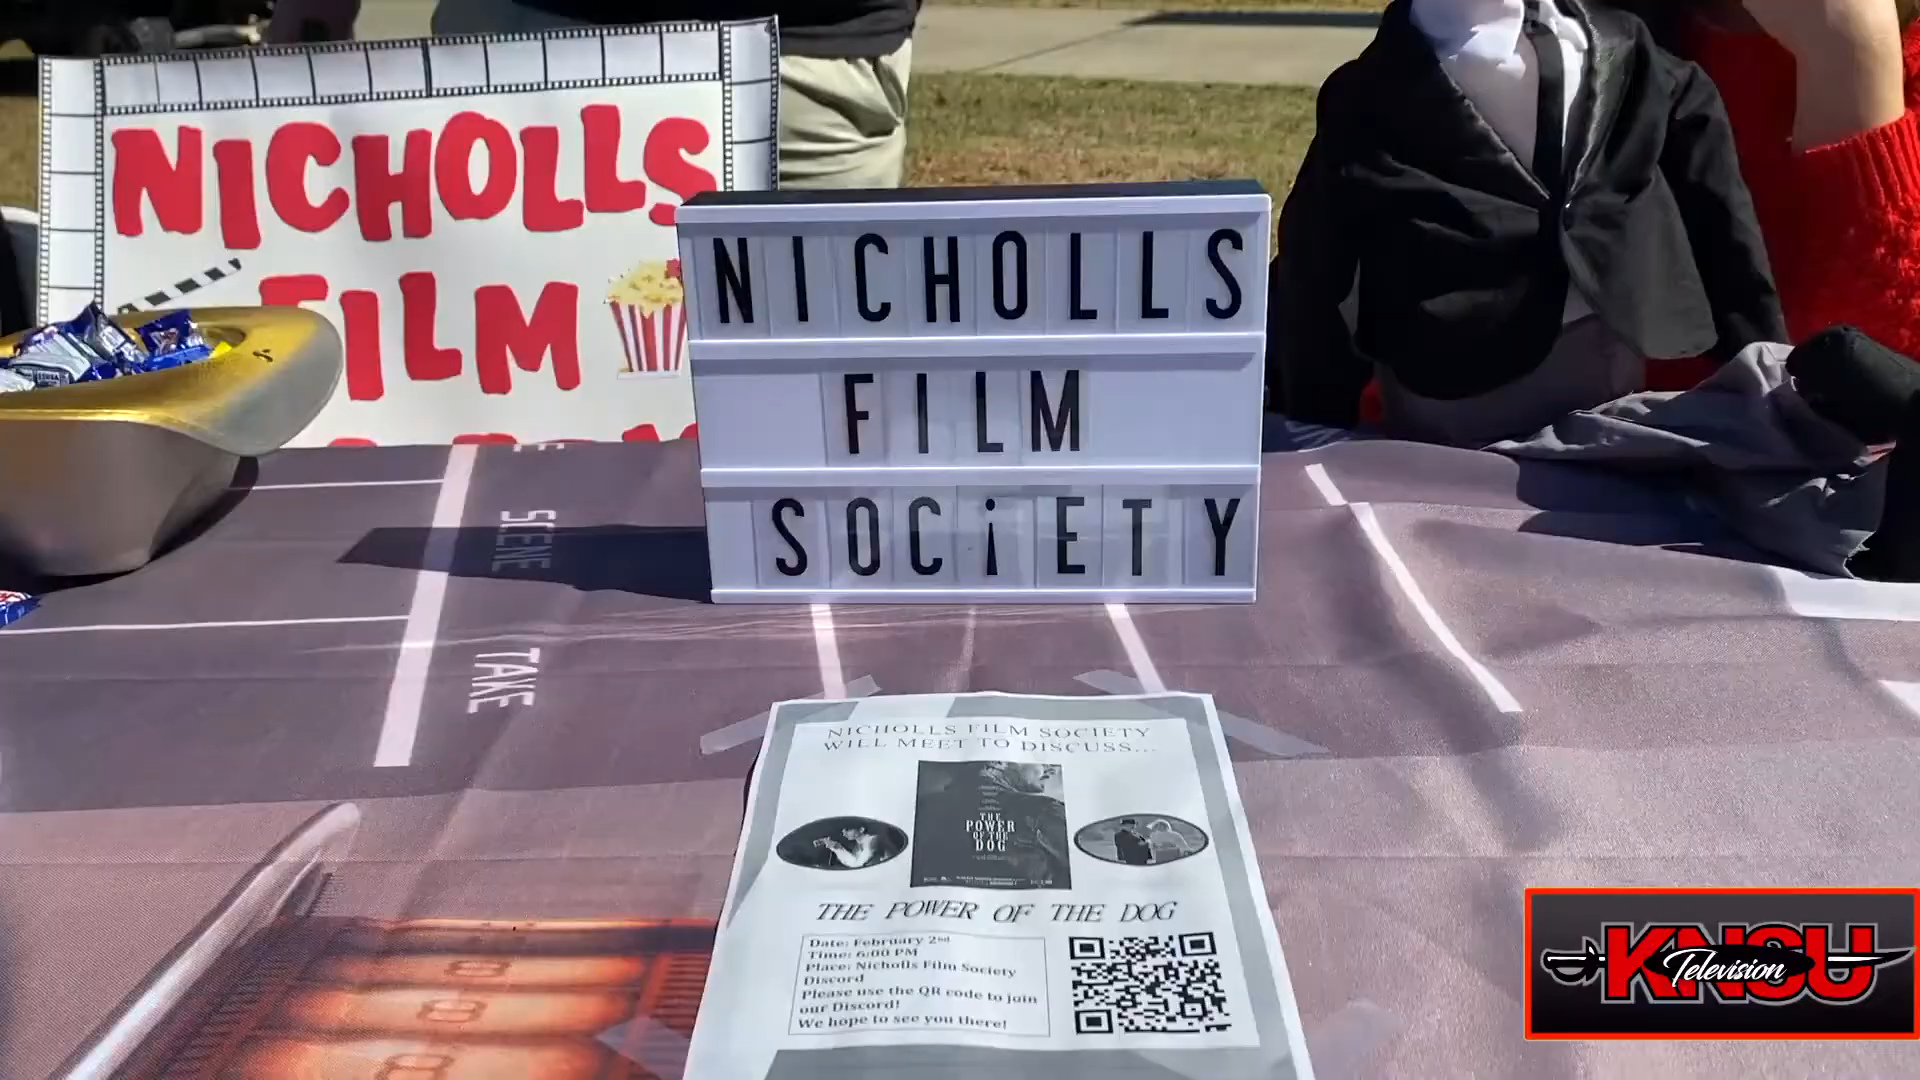 NICHOLLS
FILM
NICHOLLS
FILM
SOCiETY
SCENE
TAKE
NICHOLLS FILM SOCIETY
WILL MEET TO DISCUSS...
THE
POWER
OF THE
DOG
THE POWER OF THE DOG
Date: February 2nd
Time: 6:00 PM
Place: Nicholls Film Society
Discord
Please use the QR code to join
our Discord!
We hope to see you there!
KNSU
Television